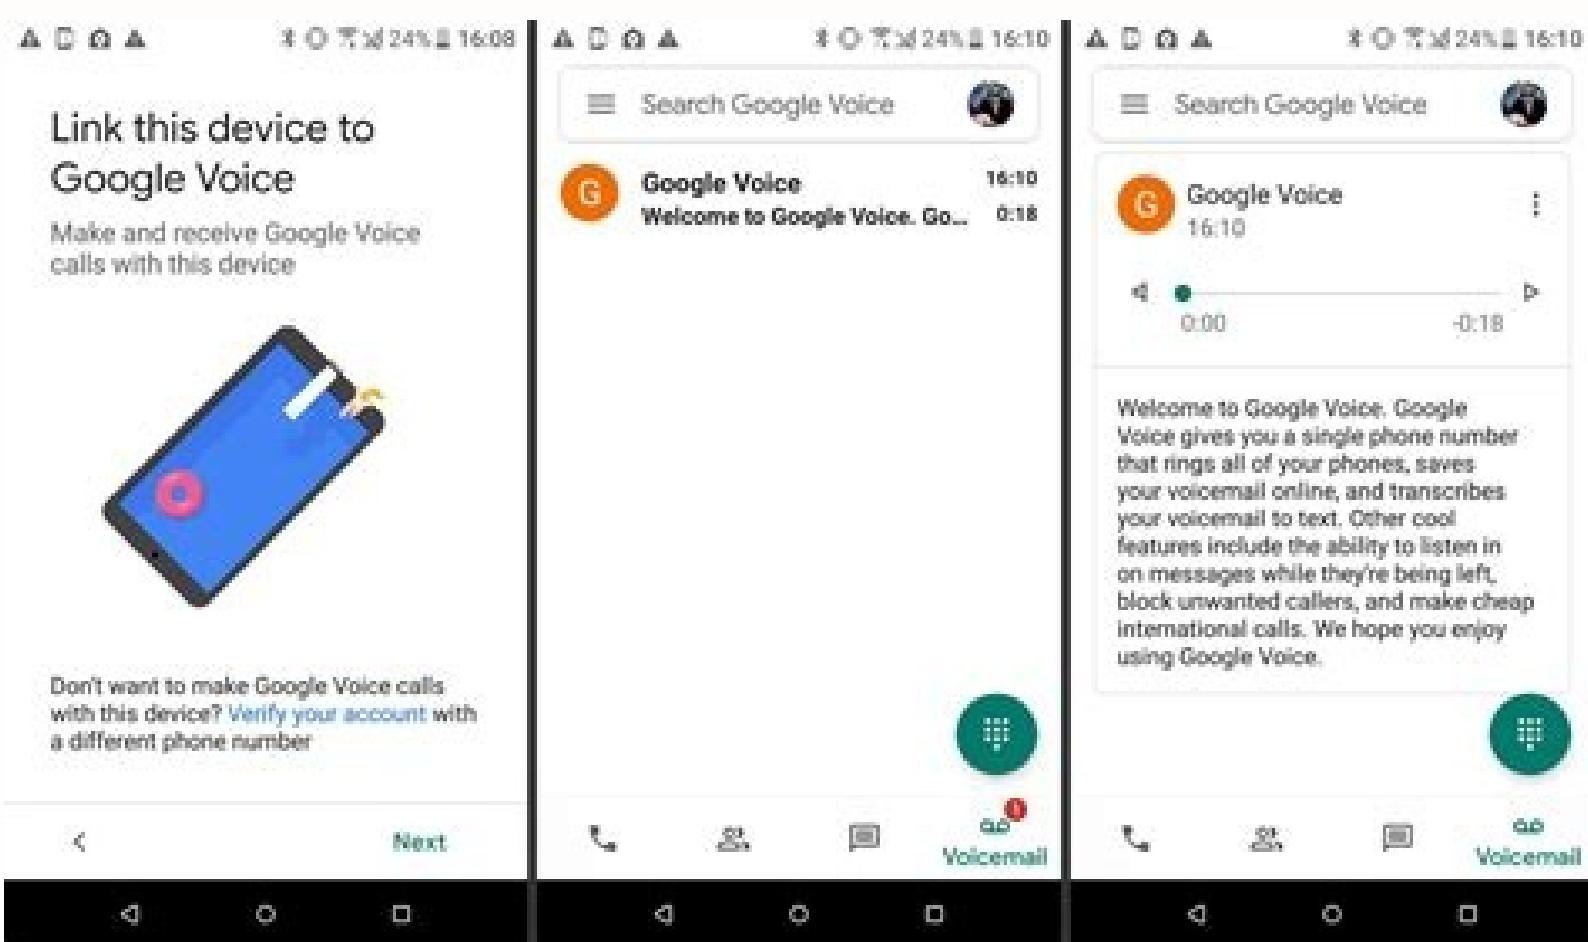 24% 16:08
Link this device to
Google Voice
Make and receive Google Voice
calls with this device
Don't want to make Google Voice calls
with this device? Verify your account with
a different phone number
Next
24% 16:10
Search Google Voice
G
Google Voice 16:10
Welcome to Google Voice. Go... 0:18
1
Voicemail
24% 16:10
Search Google Voice
G
Google Voice
16:10
0:00 -0:18
Welcome to Google Voice. Google
Voice gives you a single phone number
that rings all of your phones, saves
your voicemail online, and transcribes
your voicemail to text. Other cool
features include the ability to listen in
on messages while they're being left,
block unwanted callers, and make cheap
international calls. We hope you enjoy
using Google Voice.
Voicemail